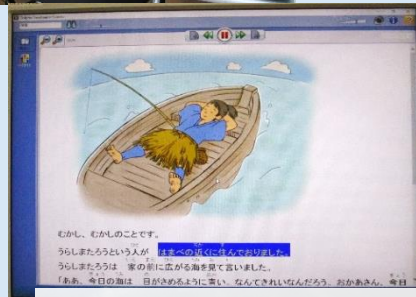 むかし、むかしのことです。
うらしまたろうという人が はまべの近くに住んでおりました。
うらしまたろうは 家の前に広がる海を見て言いました。
「ああ、今日の海は 目がさめるように青い、なんてきれいなんだろう、おかあさん、今日